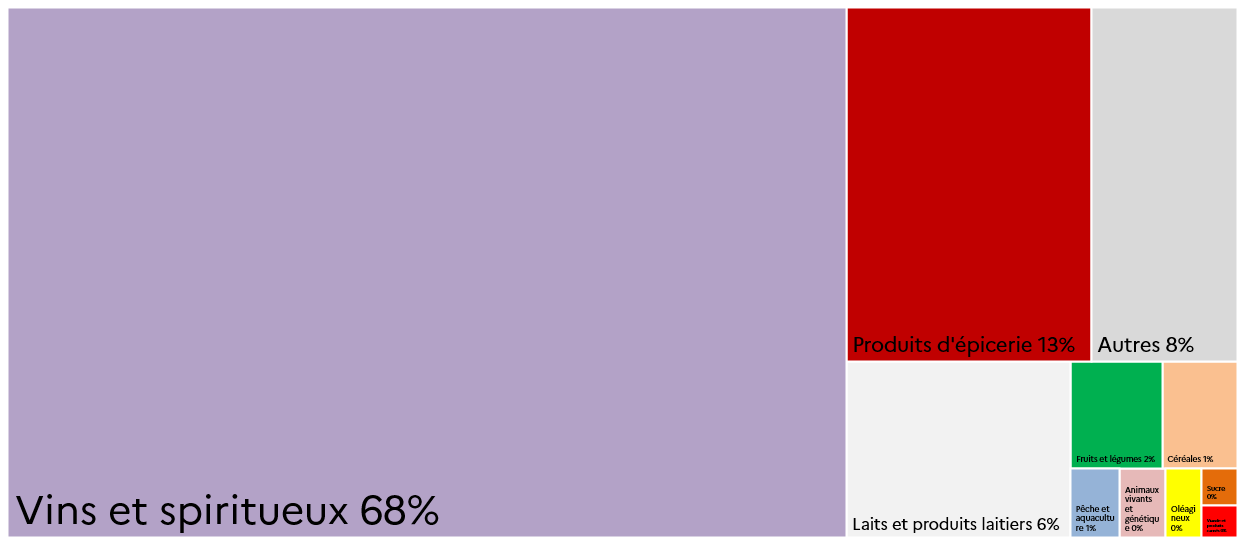 Vins et spiritueux 68%
Produits d'épicerie 13%
Autres 8%
Laits et produits laitiers 6%
Fruits et légumes 2%
Céréales 1%
Pêche et
aquacultu
re 1%
Animaux
vivants
et
génétiqu
e 0%
Oléagi
neux
0%
Sucre
0%